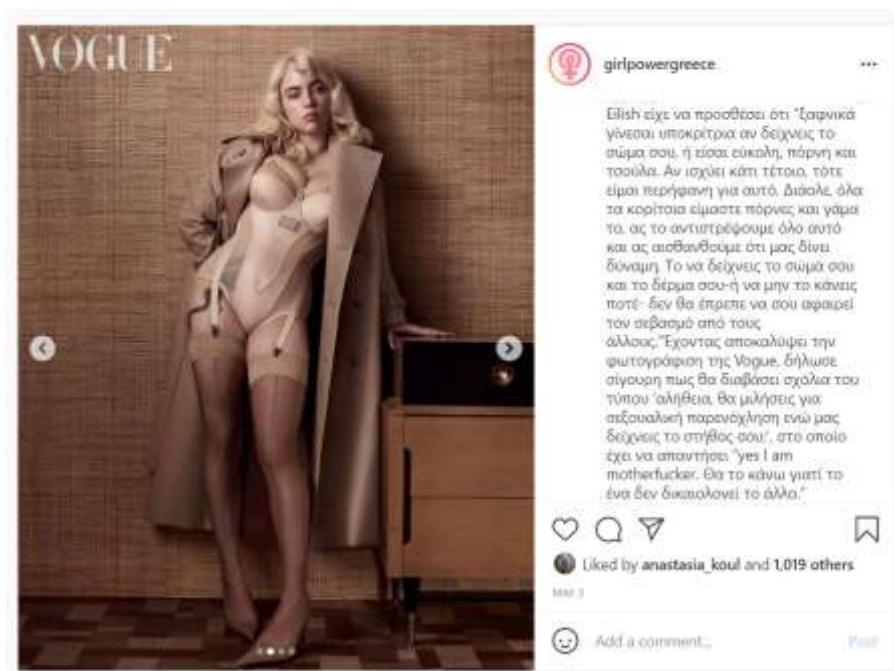 VOGUE
girlpowergreece
Eilish είχε να προσθέσει ότι "ξαφνικά
γίνεσαι υποκρίτρια αν δείχνεις το
σώμα σου, ή είσαι εύκολη, πόρνη και
τσούλα. Αν ισχύει κάτι τέτοιο, τότε
είμαι περήφανη για αυτό. Διάολε, όλα
τα κορίτσια είμαστε πόρνες και γάμα
το, ας το αντιστρέψουμε όλο αυτό
και ας αισθανθούμε ότι μας δίνει
δύναμη. Το να δείχνεις το σώμα σου
και το δέρμα σου-ή να μην το κάνεις
ποτέ- δεν θα έπρεπε να σου αφαιρεί
τον σεβασμό από τους
άλλους."Έχοντας αποκαλύψει την
φωτογράφιση της Vogue, δήλωσε
σίγουρη πως θα διαβάσει σχόλια του
τύπου 'αλήθεια, θα μιλήσεις για
σεξουαλική παρενόχληση ενώ μας
δείχνεις το στήθος σου;', στο οποίο
έχει να απαντήσει "yes I am
motherfucker. Θα το κάνω γιατί το
ένα δεν δικαιολογεί το άλλο."
Liked by anastasia_koul and 1,019 others
Add a comment...
Post